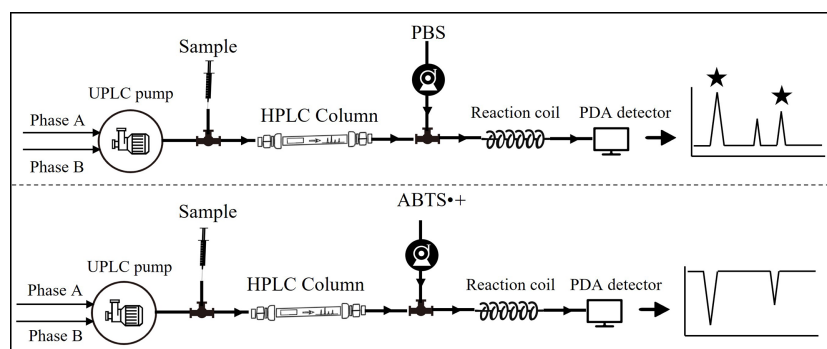 PBS
Sample
UPLC pump
HPLC Column
Reaction coil
PDA detector
Phase A
Phase B
ABTS•+
Sample
UPLC pump
HPLC Column
Reaction coil
PDA detector
Phase A
Phase B